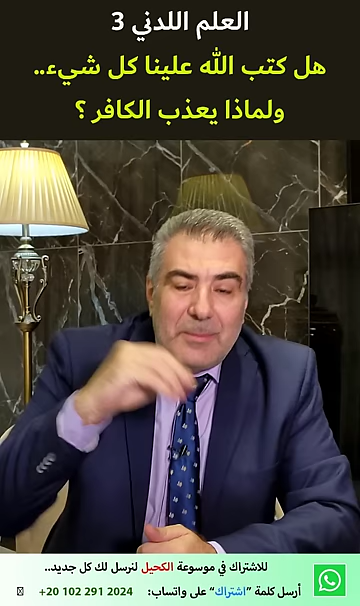 العلم اللدني 3
هل كتب الله علينا كل شيء..
ولماذا يعذب الكافر ؟
للاشتراك في موسوعة الكحيل لنرسل لك كل جديد..
أرسل كلمة "اشتراك" على واتساب: +20 102 291 2024